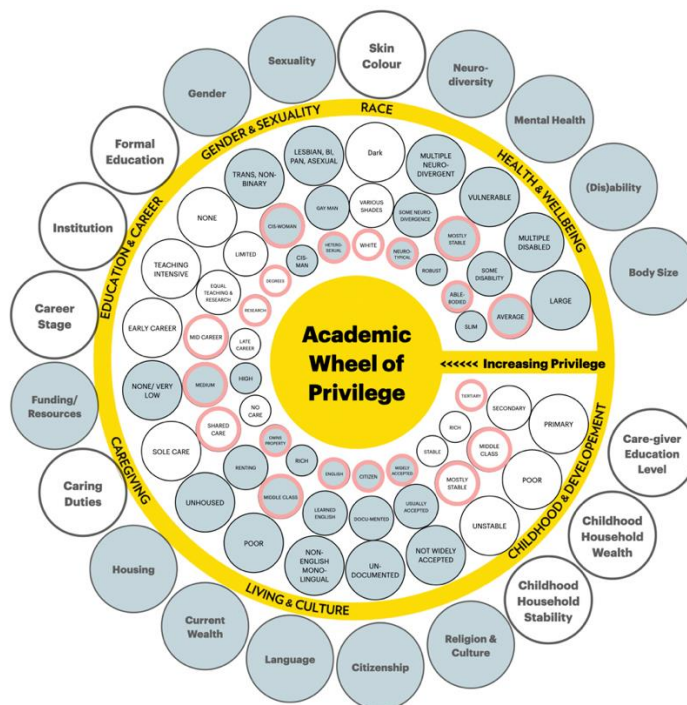 Sexuality
Skin
Colour
Neuro-
diversity
Mental Health
(Dis)ability
Body Size
Gender
Formal
Education
Institution
Career
Stage
Funding/
Resources
Caring
Duties
Housing
Current
Wealth
Language
Citizenship
Religion &
Culture
Childhood
Household
Stability
Childhood
Household
Wealth
Care-giver
Education
Level
GENDER & SEXUALITY
RACE
HEALTH & WELLBEING
EDUCATION & CAREER
CAREGIVING
LIVING & CULTURE
CHILDHOOD & DEVELOPEMENT
Academic
Wheel of
Privilege
<<<<<< Increasing Privilege
LESBIAN, BI,
PAN, ASEXUAL
Dark
MULTIPLE
NEURO-
DIVERGENT
VULNERABLE
MULTIPLE
DISABLED
LARGE
TRANS, NON-
BINARY
NONE
TEACHING
INTENSIVE
EARLY CAREER
NONE/ VERY
LOW
SOLE CARE
UNHOUSED
POOR
NON-
ENGLISH
MONO-
LINGUAL
UN-
DOCUMENTED
NOT WIDELY
ACCEPTED
UNSTABLE
POOR
PRIMARY
GAY MAN
VARIOUS
SHADES
SOME NEURO-
DIVERGENCE
MOSTLY
STABLE
SOME
DISABILITY
AVERAGE
CIS-WOMAN
LIMITED
EQUAL
TEACHING &
RESEARCH
MID CAREER
MEDIUM
SHARED
CARE
RENTING
MIDDLE CLASS
LEARNED
ENGLISH
DOCU-MENTED
USUALLY
ACCEPTED
MOSTLY
STABLE
MIDDLE
CLASS
SECONDARY
HETERO-
SEXUAL
WHITE
NEURO-
TYPICAL
ROBUST
ABLE-
BODIED
SLIM
CIS-
MAN
DEGREES
RESEARCH
LATE
CAREER
HIGH
NO
CARE
OWNS
PROPERTY
RICH
ENGLISH
CITIZEN
WIDELY
ACCEPTED
STABLE
RICH
TERTIARY